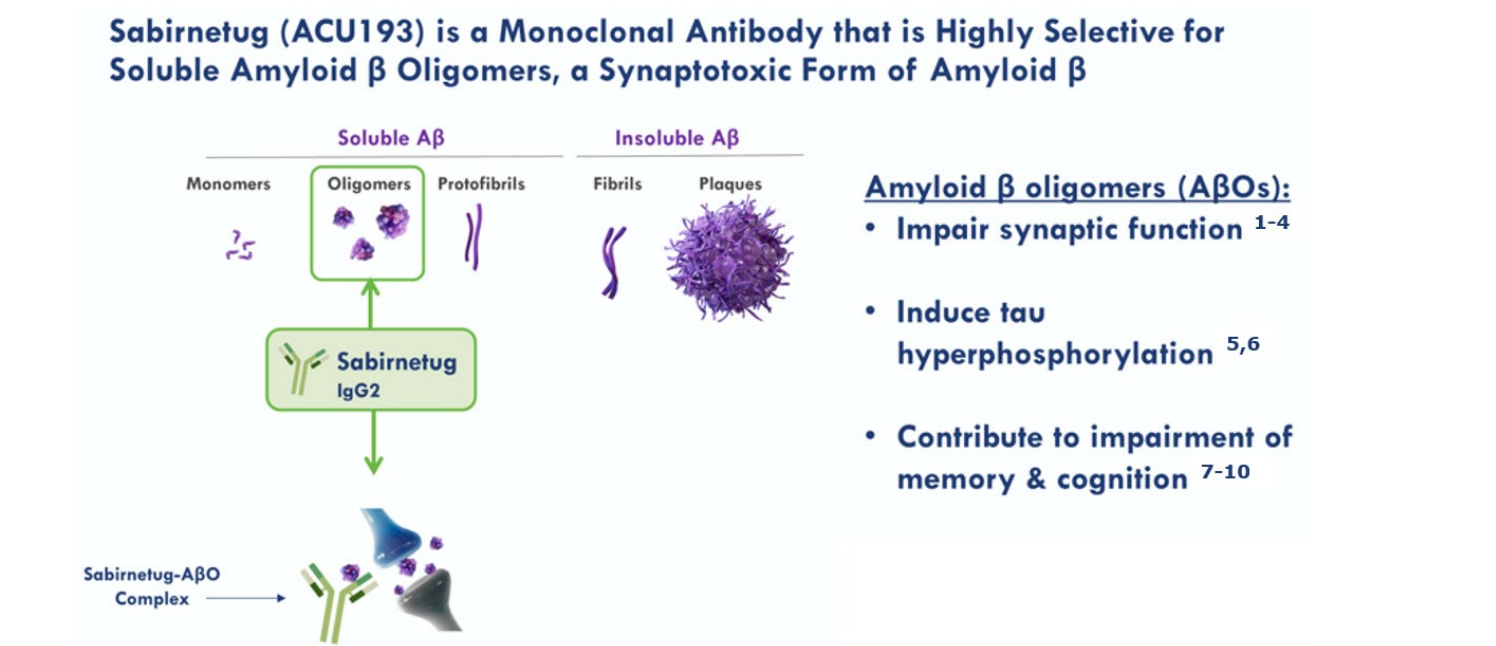 Sabirnetug (ACU193) is a Monoclonal Antibody that is Highly Selective for
Soluble Amyloid β Oligomers, a Synaptotoxic Form of Amyloid β
Soluble Aβ
Insoluble Aβ
Monomers
Oligomers
Protofibrils
Fibrils
Plaques
Sabirnetug
IgG2
Sabirnetug-AβO
Complex
Amyloid β oligomers (AβOs):
• Impair synaptic function 1-4
• Induce tau
hyperphosphorylation 5,6
• Contribute to impairment of
memory & cognition 7-10